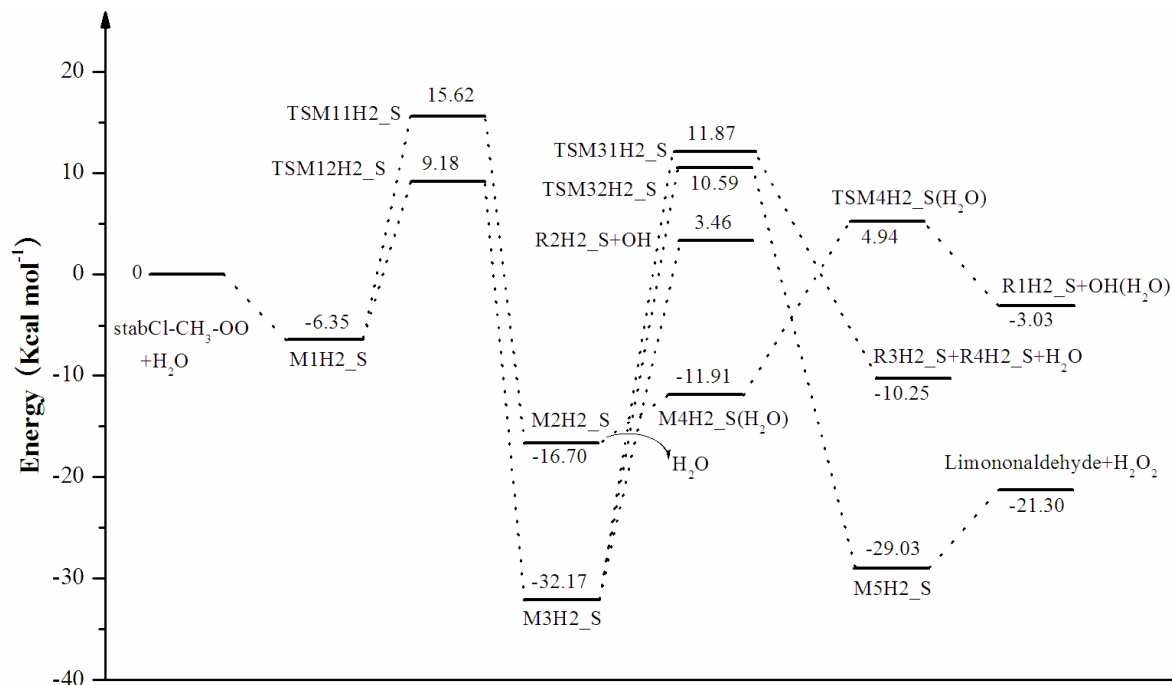 Energy (Kcal mol⁻¹)
20
10
0
-10
-20
-30
-40
0
stabCl-CH₃-OO
+H₂O
-6.35
M1H2_S
TSM11H2_S
15.62
TSM12H2_S
9.18
M2H2_S
-16.70
H₂O
-32.17
M3H2_S
TSM31H2_S
11.87
TSM32H2_S
10.59
R2H2_S+OH
3.46
-11.91
M4H2_S(H₂O)
TSM4H2_S(H₂O)
4.94
R1H2_S+OH(H₂O)
-3.03
R3H2_S+R4H2_S+H₂O
-10.25
Limononaldehyde+H₂O₂
-21.30
-29.03
M5H2_S